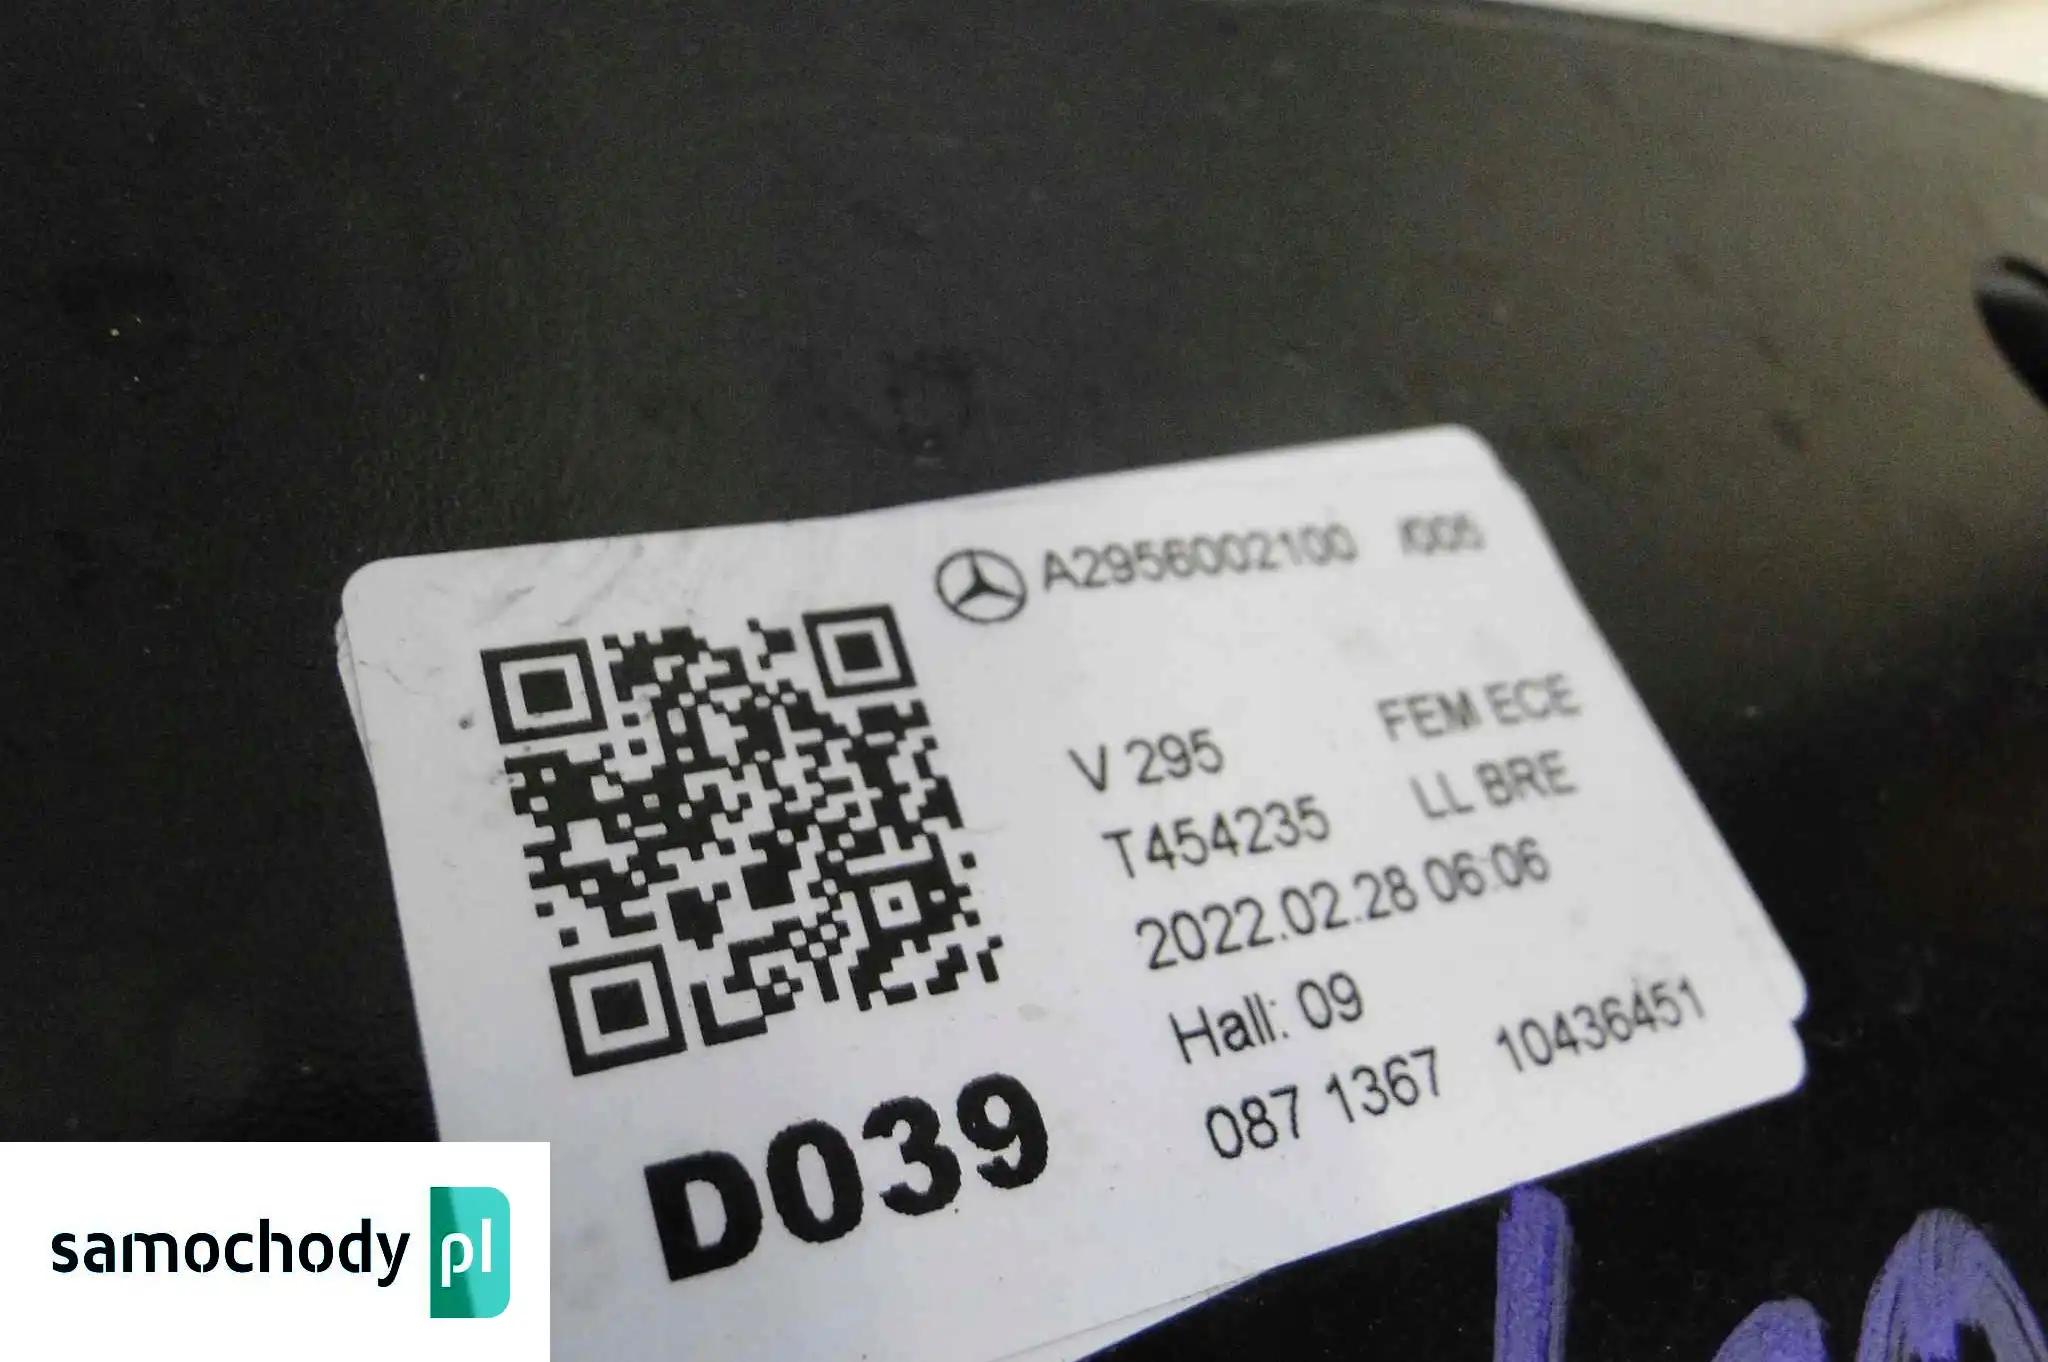 A2956002100 /005
V 295 FEM ECE
T454235 LL BRE
2022.02.28 06:06
Hall: 09
087 1367 10436451
D039
samochody pl